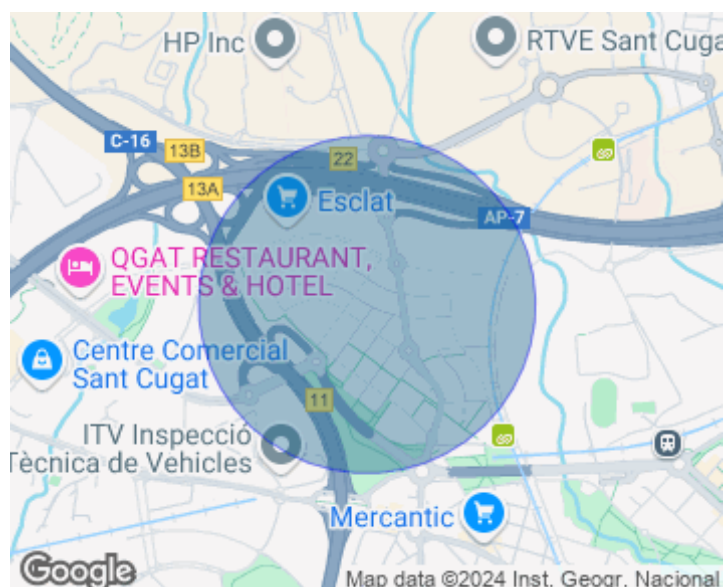 HP Inc
RTVE Sant Cuga
C-16
13B
22
13A
Esclat
AP-7
QGAT RESTAURANT,
EVENTS & HOTEL
Centre Comercial
Sant Cugat
11
ITV Inspecció
Tècnica de Vehicles
Mercantic
Google
Map data ©2024 Inst. Geogr. Nacional